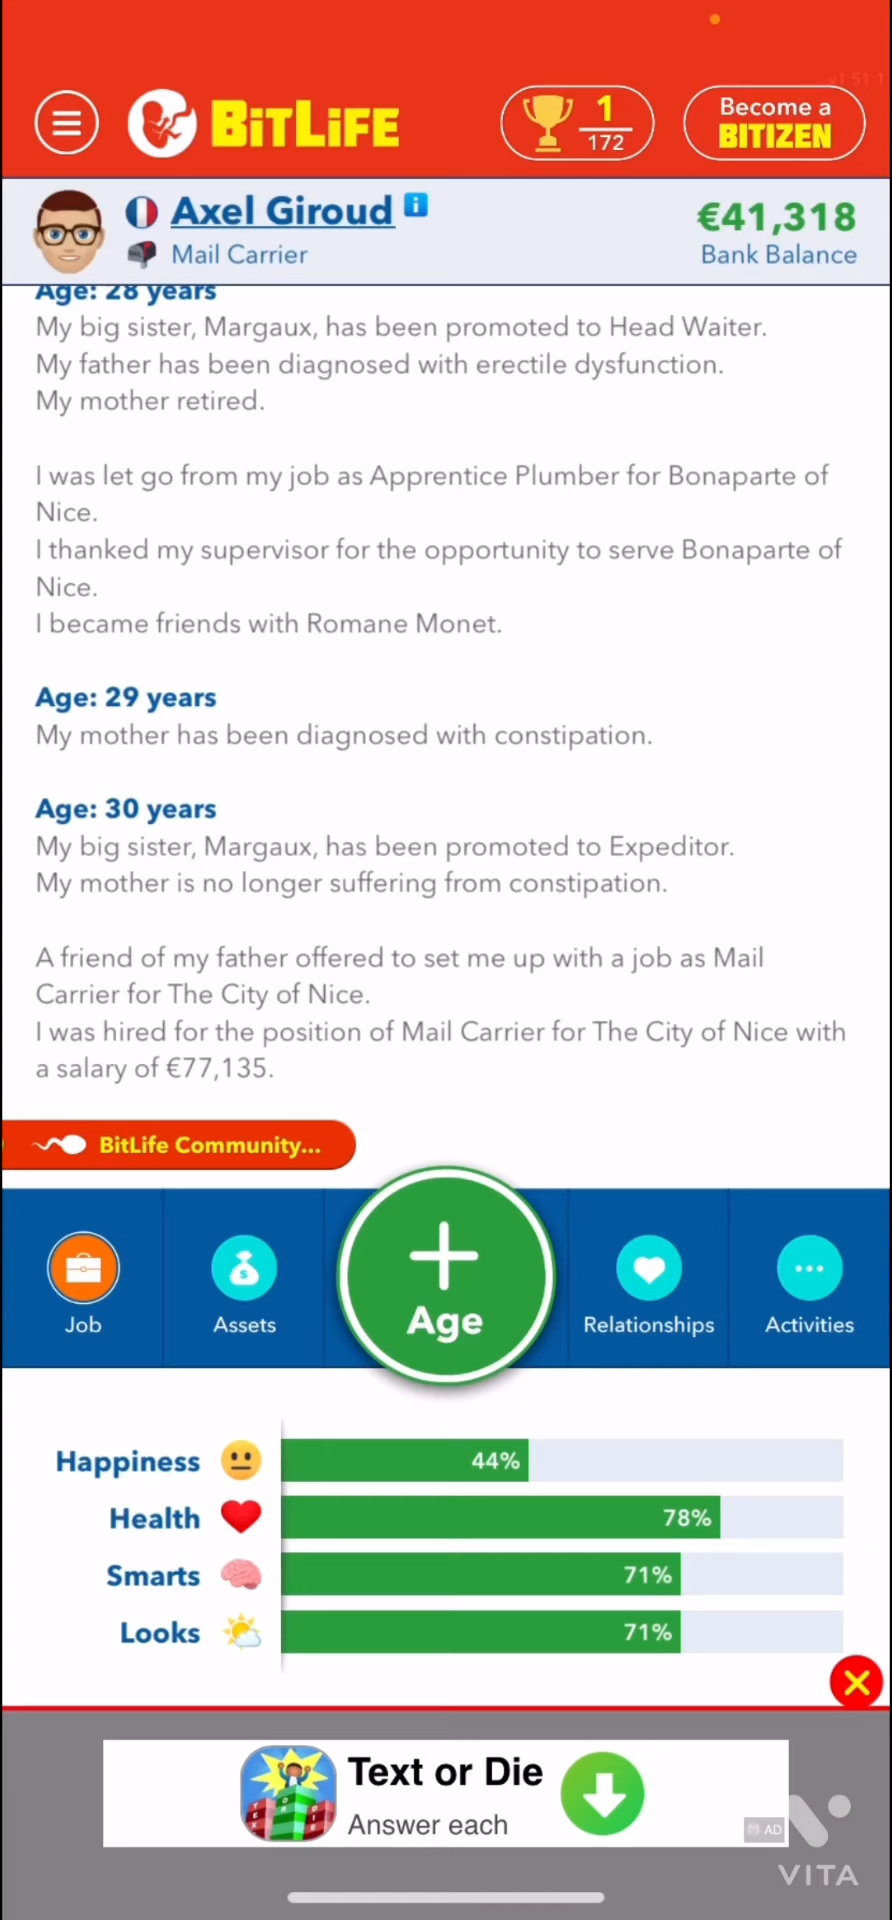 v1.51.1
BITLIFE
1
172
Become a
BITIZEN
Axel Giroud
Mail Carrier
€41,318
Bank Balance
Age: 28 years
My big sister, Margaux, has been promoted to Head Waiter.
My father has been diagnosed with erectile dysfunction.
My mother retired.
I was let go from my job as Apprentice Plumber for Bonaparte of
Nice.
I thanked my supervisor for the opportunity to serve Bonaparte of
Nice.
I became friends with Romane Monet.
Age: 29 years
My mother has been diagnosed with constipation.
Age: 30 years
My big sister, Margaux, has been promoted to Expeditor.
My mother is no longer suffering from constipation.
A friend of my father offered to set me up with a job as Mail
Carrier for The City of Nice.
I was hired for the position of Mail Carrier for The City of Nice with
a salary of €77,135.
BitLife Community...
Job
Assets
Age
Relationships
Activities
Happiness 44%
Health 78%
Smarts 71%
Looks 71%
Text or Die
Answer each
AD
VITA